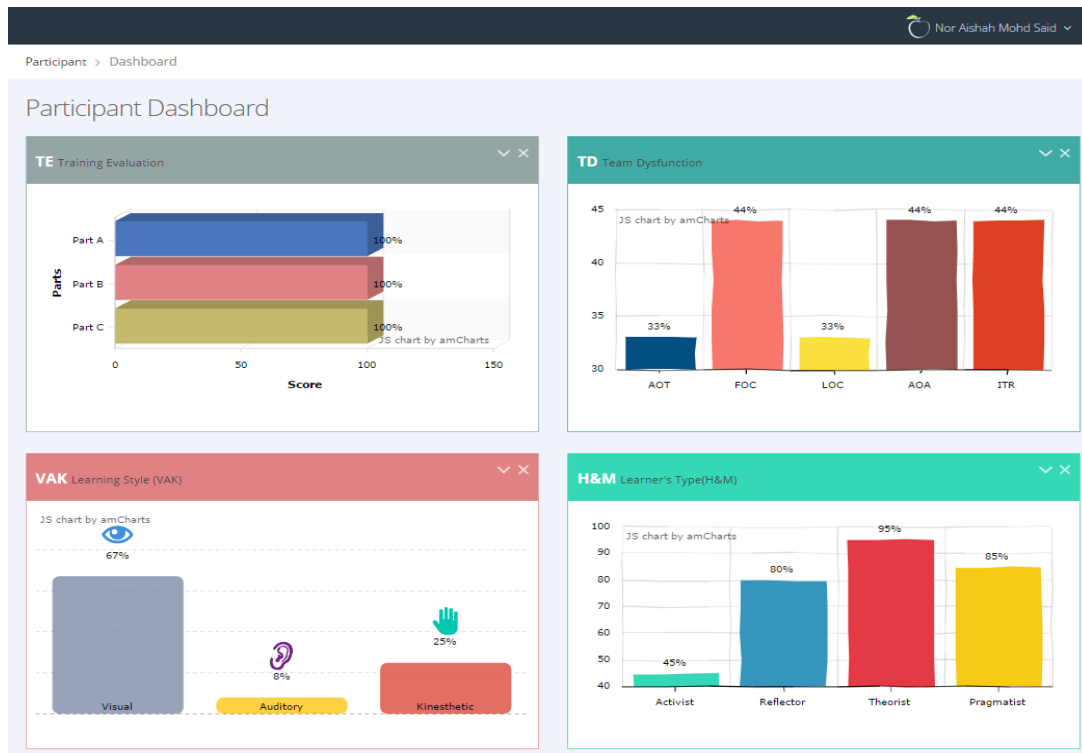 Nor Aishah Mohd Said
Participant > Dashboard
Participant Dashboard
TE Training Evaluation
Parts
Part A
Part B
Part C
100%
100%
100%
JS chart by amCharts
0 50 100 150
Score
TD Team Dysfunction
JS chart by amCharts
45
40
35
30
33% 44% 33% 44% 44%
AOT FOC LOC AOA ITR
VAK Learning Style (VAK)
JS chart by amCharts
67%
8%
25%
Visual Auditory Kinesthetic
H&M Learner's Type(H&M)
JS chart by amCharts
100
90
80
70
60
50
40
45% 80% 95% 85%
Activist Reflector Theorist Pragmatist